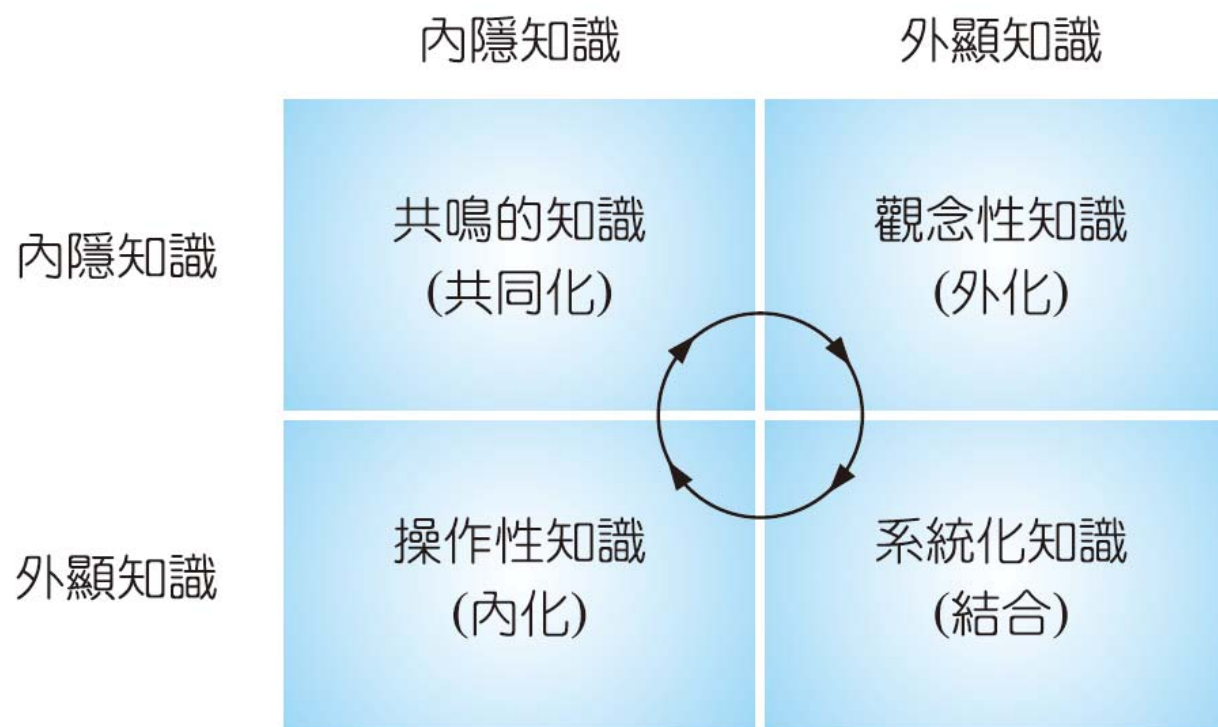 內隱知識 外顯知識
內隱知識
共鳴的知識
(共同化)
觀念性知識
(外化)
外顯知識
操作性知識
(內化)
系統化知識
(結合)